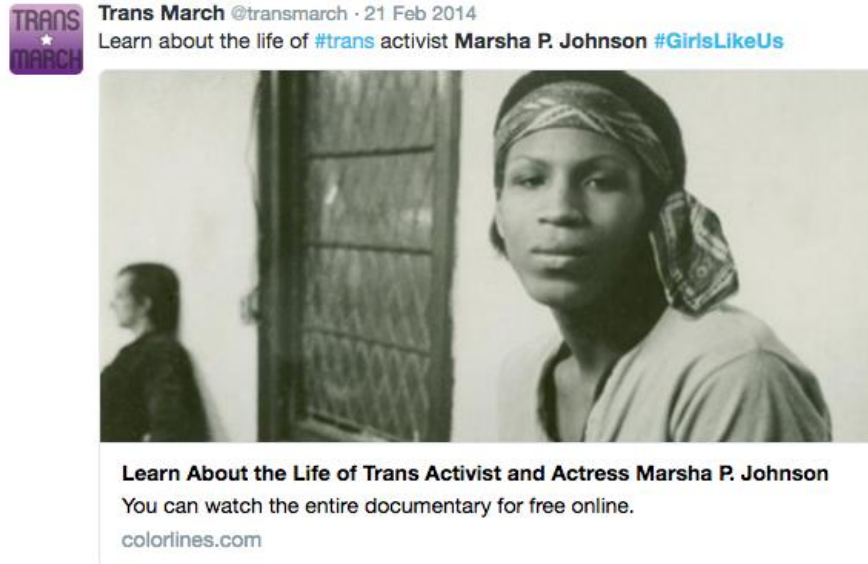 TRANS
MARCH
Trans March @transmarch · 21 Feb 2014
Learn about the life of #trans activist Marsha P. Johnson #GirlsLikeUs
Learn About the Life of Trans Activist and Actress Marsha P. Johnson
You can watch the entire documentary for free online.
colorlines.com